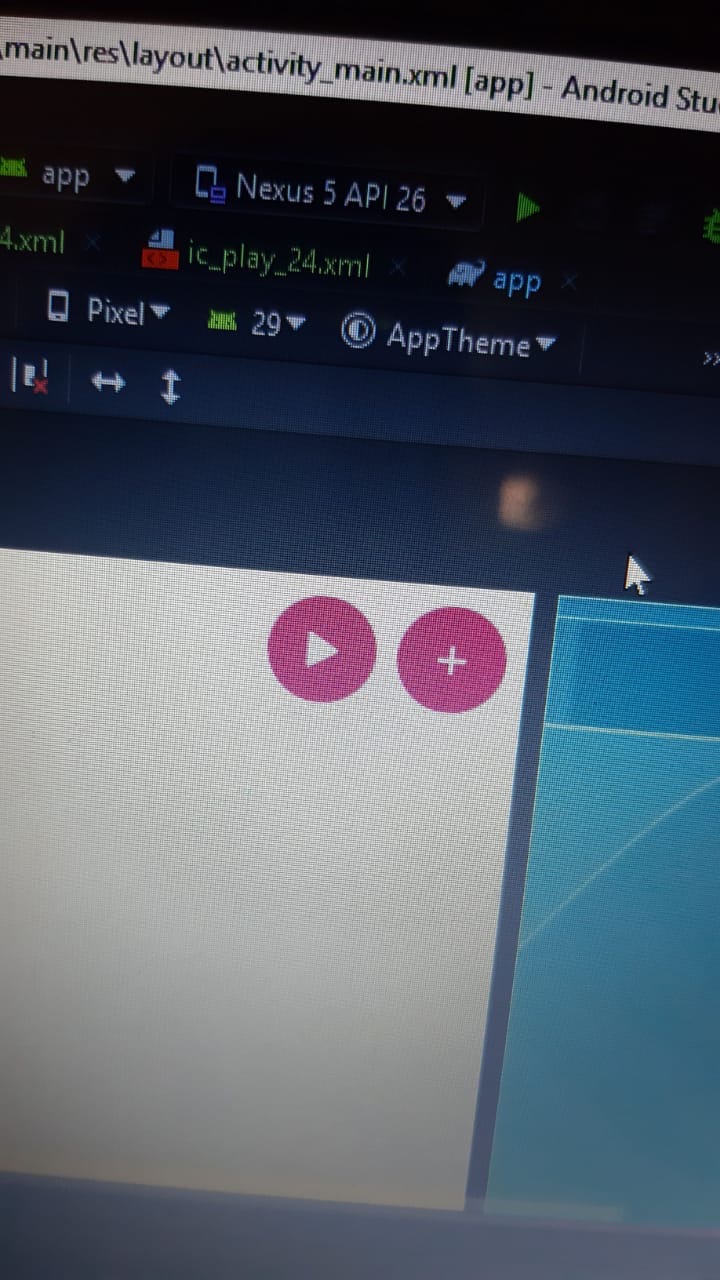 \main\res\layout\activity_main.xml [app] - Android Stu
app Nexus 5 API 26
4.xml ic_play_24.xml app
Pixel 29 AppTheme